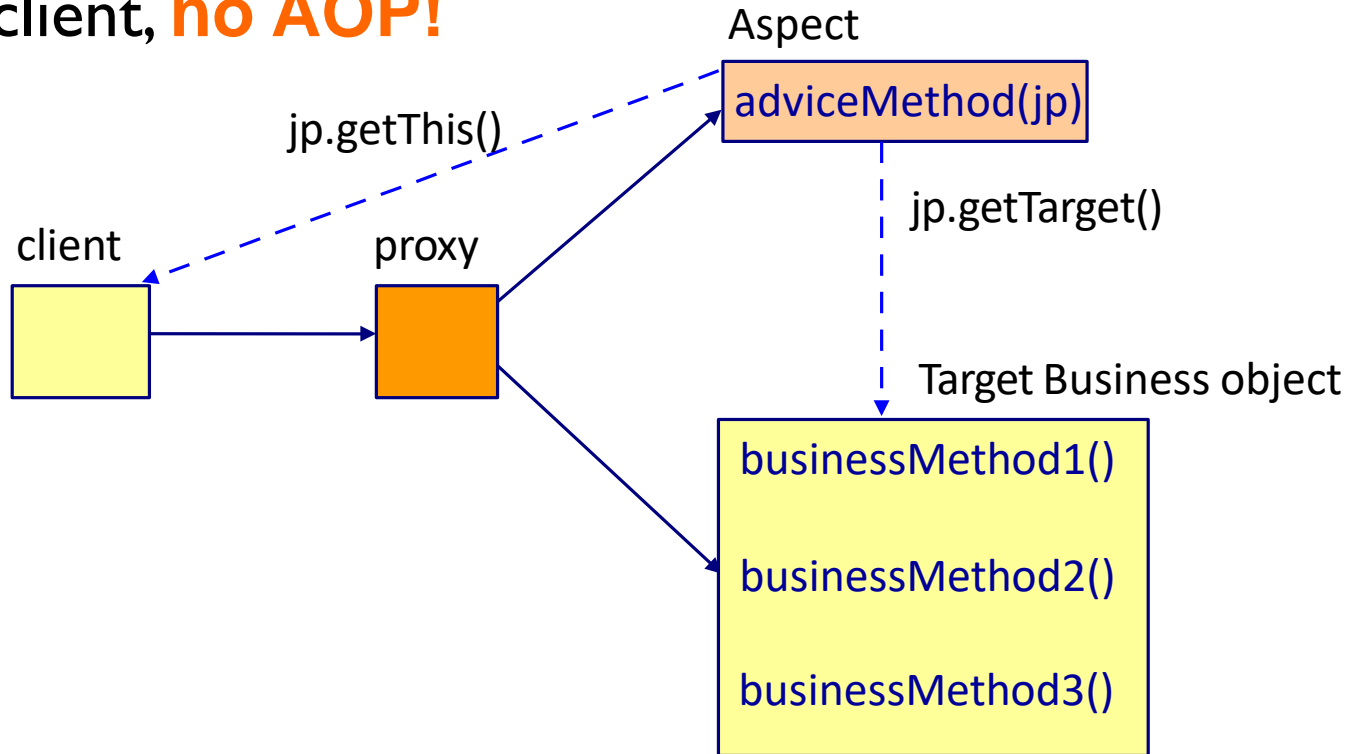 client, no AOP!
Aspect
adviceMethod(jp)
jp.getThis()
jp.getTarget()
client
proxy
Target Business object
businessMethod1()
businessMethod2()
businessMethod3()